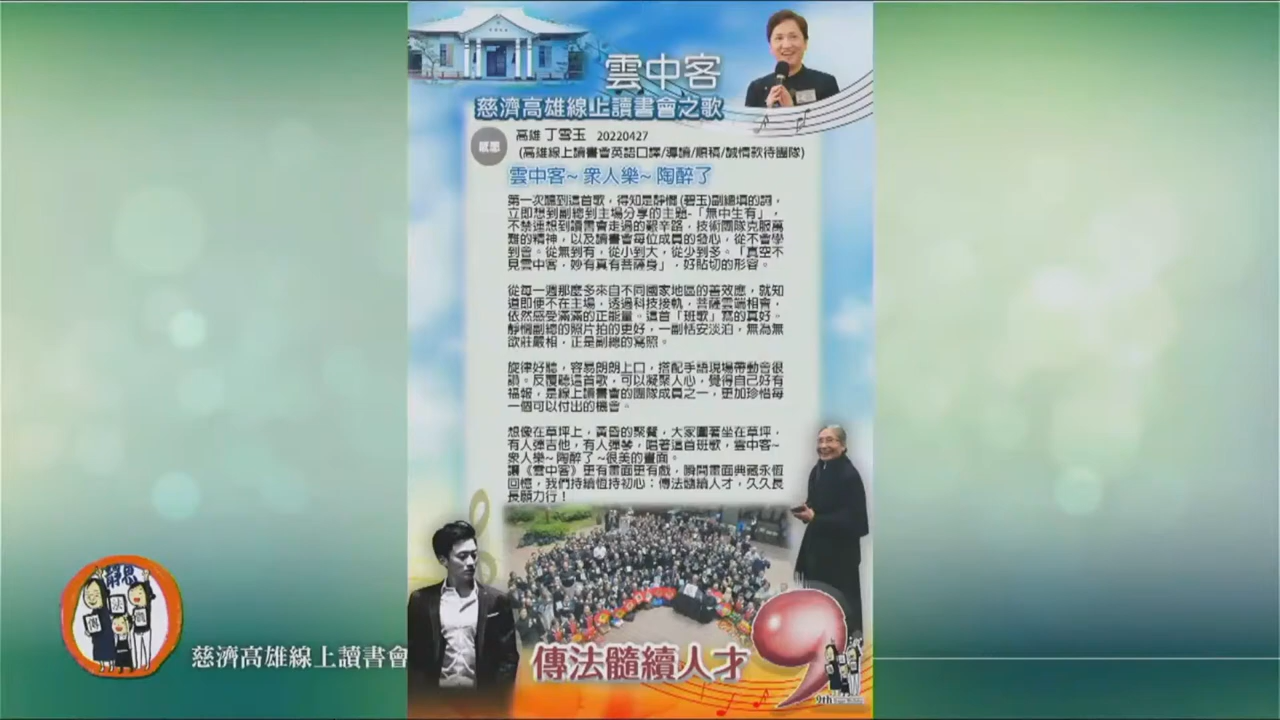 雲中客
慈濟高雄線上讀書會之歌
感恩
高雄 丁雪玉 20220427
(高雄線上讀書會英語口譯/導讀/順稿/誠情款待團隊)
雲中客~ 眾人樂~ 陶醉了
第一次聽到這首歌，得知是靜憪 (碧玉)副總填的詞，
立即想到副總到主場分享的主題-「無中生有」，
不禁連想到讀書會走過的艱辛路，技術團隊克服萬
難的精神，以及讀書會每位成員的發心，從不會學
到會。從無到有，從小到大，從少到多。「真空不
見雲中客，妙有真有菩薩身」，好貼切的形容。
從每一週那麼多來自不同國家地區的善效應，就知
道即便不在主場，透過科技接軌，菩薩雲端相會，
依然感受滿滿的正能量。這首「班歌」寫的真好。
靜憪副總的照片拍的更好，一副恬安淡泊，無為無
欲莊嚴相，正是副總的寫照。
旋律好聽，容易朗朗上口，搭配手語現場帶動會很
讚。反覆聽這首歌，可以凝聚人心，覺得自己好有
福報，是線上讀書會的團隊成員之一，更加珍惜每
一個可以付出的機會。
想像在草坪上，黃昏的聚餐，大家圍著坐在草坪，
有人彈吉他，有人彈琴，唱著這首班歌，雲中客~
眾人樂~ 陶醉了 ~很美的畫面。
讓《雲中客》更有畫面更有戲，瞬間畫面典藏永恆
回憶，我們持續恆持初心：傳法髓續人才，久久長
長願力行！
靜思
傳法
慈濟高雄線上讀書會
傳法髓續人才
9th